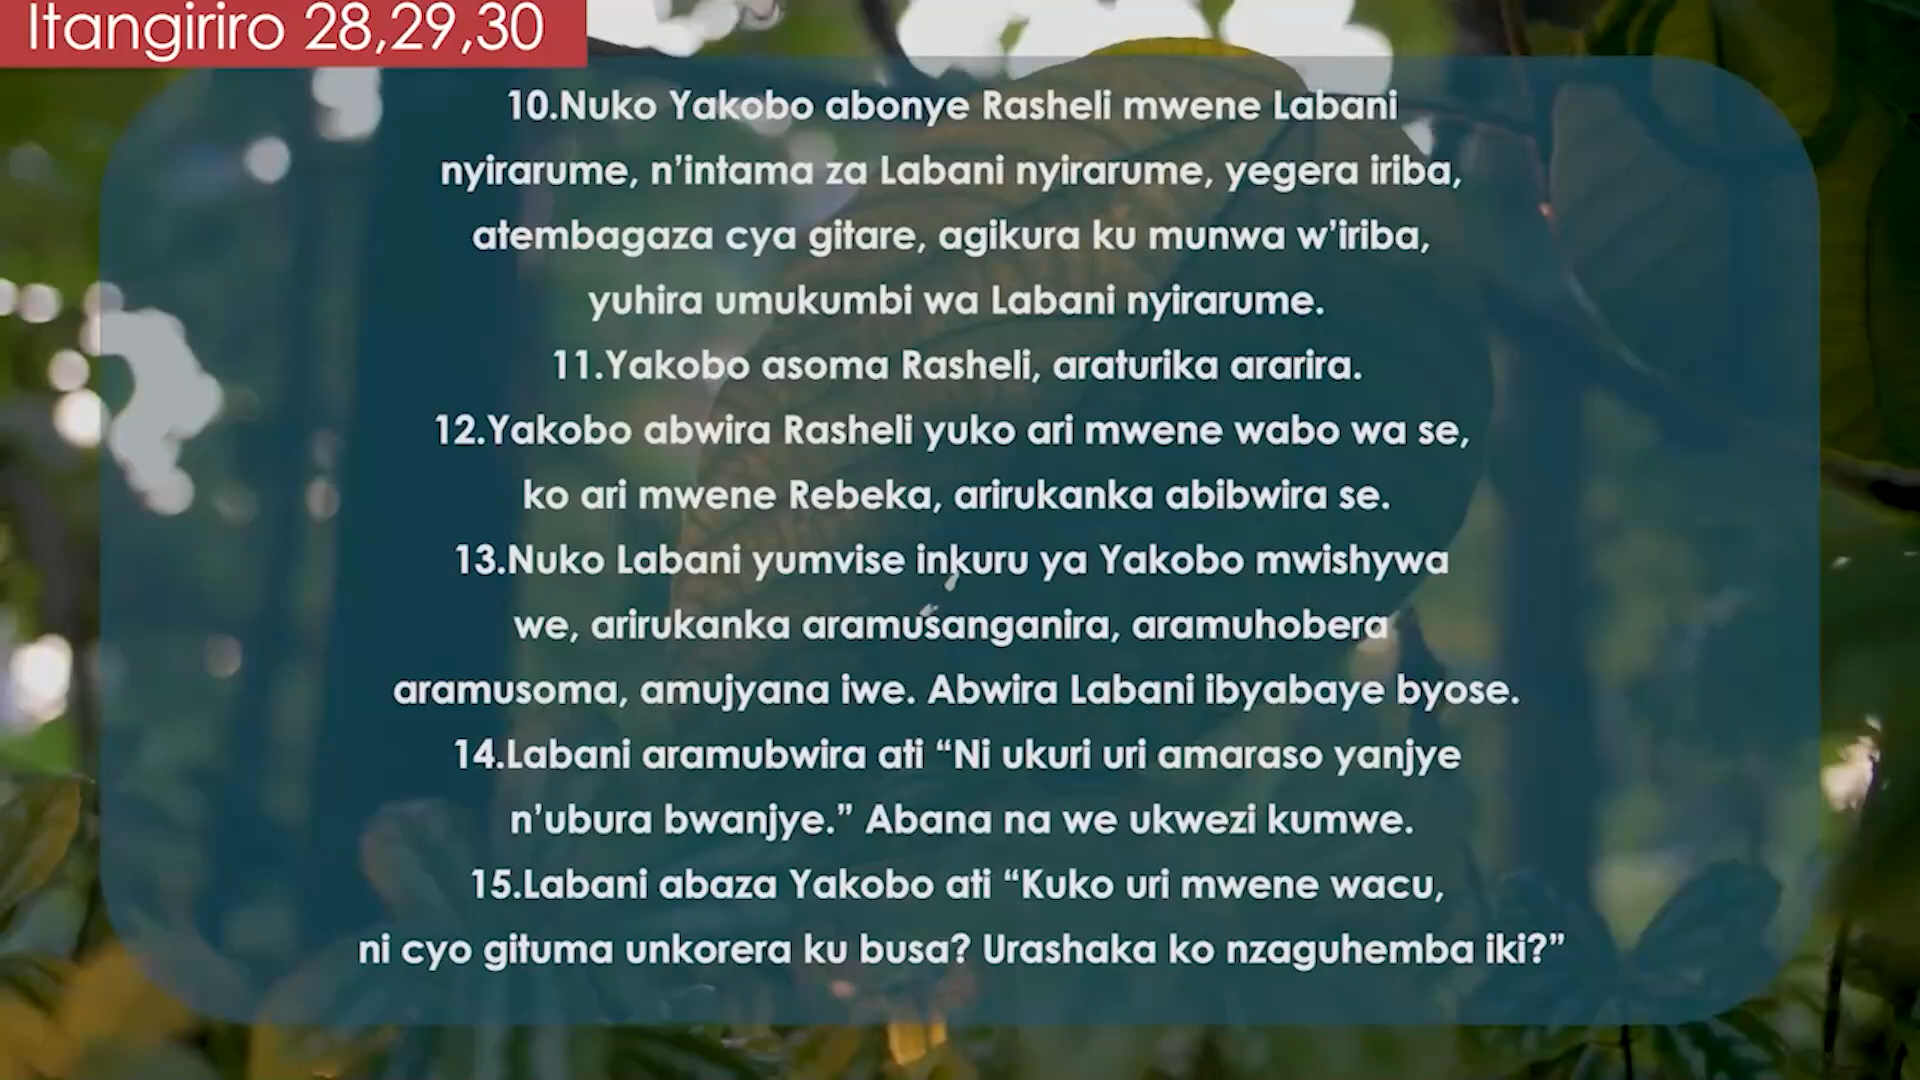 Itangiriro 28,29,30
10.Nuko Yakobo abonye Rasheli mwene Labani
nyirarume, n’intama za Labani nyirarume, yegera iriba,
atembagaza cya gitare, agikura ku munwa w’iriba,
yuhira umukumbi wa Labani nyirarume.
11.Yakobo asoma Rasheli, araturika ararira.
12.Yakobo abwira Rasheli yuko ari mwene wabo wa se,
ko ari mwene Rebeka, arirukanka abibwira se.
13.Nuko Labani yumvise inkuru ya Yakobo mwishywa
we, arirukanka aramusanganira, aramuhobera
aramusoma, amujyana iwe. Abwira Labani ibyabaye byose.
14.Labani aramubwira ati “Ni ukuri uri amaraso yanjye
n’ubura bwanjye.” Abana na we ukwezi kumwe.
15.Labani abaza Yakobo ati “Kuko uri mwene wacu,
ni cyo gituma unkorera ku busa? Urashaka ko nzaguhemba iki?”